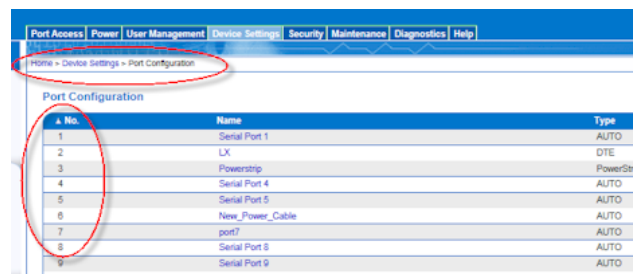 Port Access Power User Management Device Settings Security Maintenance Diagnostics Help
Home > Device Settings > Port Configuration
Port Configuration
▲ No. Name Type
1 Serial Port 1 AUTO
2 LX DTE
3 Powerstrip PowerStr
4 Serial Port 4 AUTO
5 Serial Port 5 AUTO
6 New_Power_Cable AUTO
7 port7 AUTO
8 Serial Port 8 AUTO
9 Serial Port 9 AUTO